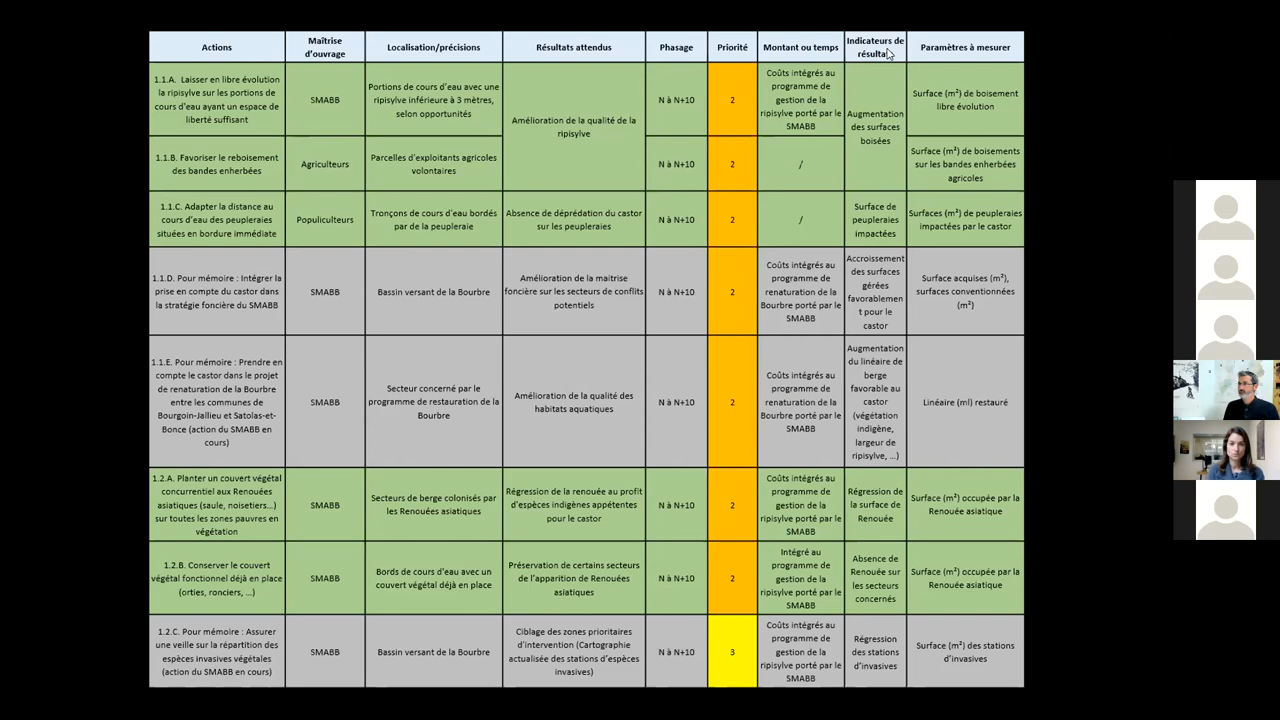 Actions
Maîtrise
d'ouvrage
Localisation/précisions
Résultats attendus
Phasage
Priorité
Montant ou temps
Indicateurs de
résultats
Paramètres à mesurer
1.1.A. Laisser en libre évolution
la ripisylve sur les portions de
cours d'eau ayant un espace de
liberté suffisant
SMABB
Portions de cours d'eau avec une
ripisylve inférieure à 3 mètres,
selon opportunités
Amélioration de la qualité de la
ripisylve
N à N+10
2
Coûts intégrés au
programme de
gestion de la
ripisylve porté par le
SMABB
Augmentation
des surfaces
boisées
Surface (m²) de boisement
libre évolution
1.1.B. Favoriser le reboisement
des bandes enherbées
Agriculteurs
Parcelles d'exploitants agricoles
volontaires
N à N+10
2
/
Surface (m²) de boisements
sur les bandes enherbées
agricoles
1.1.C. Adapter la distance au
cours d'eau des peupleraies
situées en bordure immédiate
Populiculteurs
Tronçons de cours d'eau bordés
par de la peupleraie
Absence de déprédation du castor
sur les peupleraies
N à N+10
2
/
Surface de
peupleraies
impactées
Surfaces (m²) de peupleraies
impactées par le castor
1.1.D. Pour mémoire : Intégrer la
prise en compte du castor dans
la stratégie foncière du SMABB
SMABB
Bassin versant de la Bourbre
Amélioration de la maitrise
foncière sur les secteurs de conflits
potentiels
N à N+10
2
Coûts intégrés au
programme de
renaturation de la
Bourbre porté par le
SMABB
Accroissement
des surfaces
gérées
favorablemen
t pour le
castor
Surface acquises (m²),
surfaces conventionnées
(m²)
1.1.E. Pour mémoire : Prendre en
compte le castor dans le projet
de renaturation de la Bourbre
entre les communes de
Bourgoin-Jallieu et Satolas-et-
Bonce (action du SMABB en
cours)
SMABB
Secteur concerné par le
programme de restauration de la
Bourbre
Amélioration de la qualité des
habitats aquatiques
N à N+10
2
Coûts intégrés au
programme de
renaturation de la
Bourbre porté par le
SMABB
Augmentation
du linéaire de
berge
favorable au
castor
(végétation
indigène,
largeur de
ripisylve, ...)
Linéaire (ml) restauré
1.2.A. Planter un couvert végétal
concurrentiel aux Renouées
asiatiques (saule, noisetiers...)
sur toutes les zones pauvres en
végétation
SMABB
Secteurs de berge colonisés par
les Renouées asiatiques
Régression de la renouée au profit
d'espèces indigènes appétentes
pour le castor
N à N+10
2
Coûts intégrés au
programme de
gestion de la
ripisylve porté par le
SMABB
Régression de
la surface de
Renouée
Surface (m²) occupée par la
Renouée asiatique
1.2.B. Conserver le couvert
végétal fonctionnel déjà en place
(orties, ronciers, ...)
SMABB
Bords de cours d'eau avec un
couvert végétal déjà en place
Préservation de certains secteurs
de l'apparition de Renouées
asiatiques
N à N+10
2
Intégré au
programme de
gestion de la
ripisylve porté par le
SMABB
Absence de
Renouée sur
les secteurs
concernés
Surface (m²) occupée par la
Renouée asiatique
1.2.C. Pour mémoire : Assurer
une veille sur la répartition des
espèces invasives végétales
(action du SMABB en cours)
SMABB
Bassin versant de la Bourbre
Ciblage des zones prioritaires
d'intervention (Cartographie
actualisée des stations d'espèces
invasives)
N à N+10
3
Coûts intégrés au
programme de
gestion de la
ripisylve porté par le
SMABB
Régression
des stations
d'invasives
Surface (m²) des stations
d'invasives